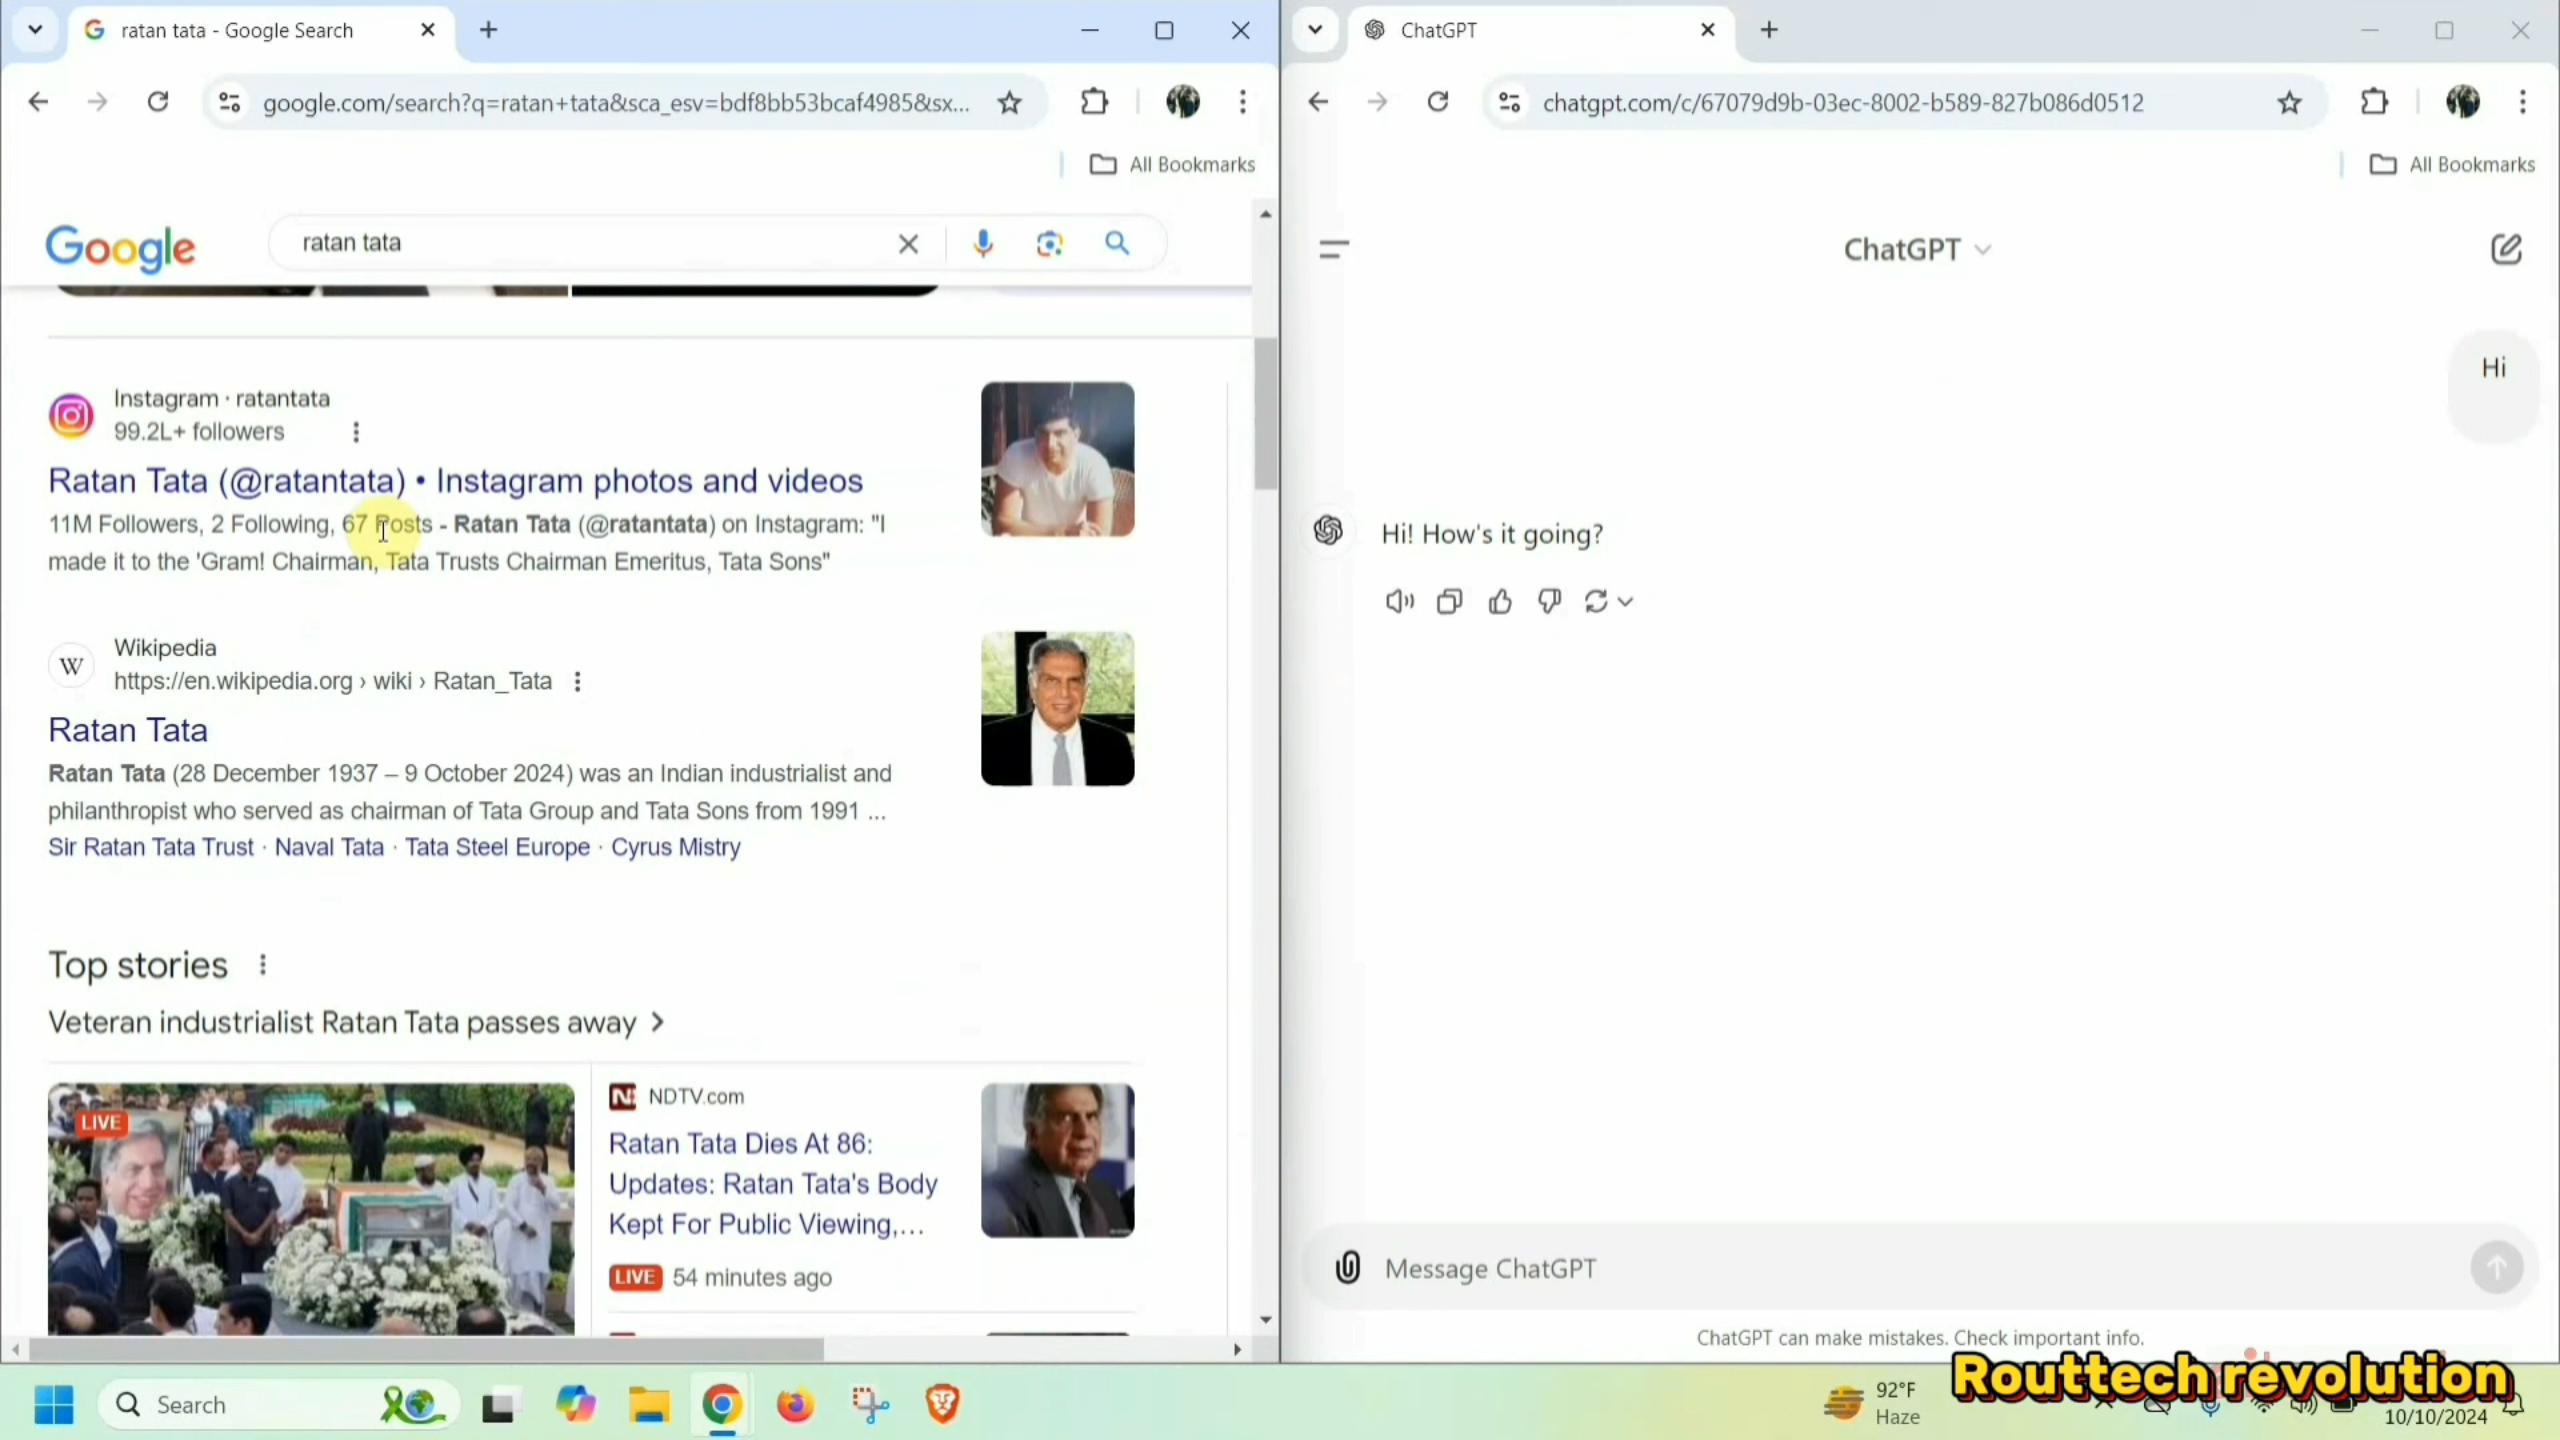 ratan tata - Google Search
google.com/search?q=ratan+tata&sca_esv=bdf8bb53bcaf4985&sx...
All Bookmarks
Google
ratan tata
Instagram · ratantata
99.2L+ followers
Ratan Tata (@ratantata) • Instagram photos and videos
11M Followers, 2 Following, 67 Posts - Ratan Tata (@ratantata) on Instagram: "I
made it to the 'Gram! Chairman, Tata Trusts Chairman Emeritus, Tata Sons"
W
Wikipedia
https://en.wikipedia.org › wiki › Ratan_Tata
Ratan Tata
Ratan Tata (28 December 1937 – 9 October 2024) was an Indian industrialist and
philanthropist who served as chairman of Tata Group and Tata Sons from 1991 ...
Sir Ratan Tata Trust · Naval Tata · Tata Steel Europe · Cyrus Mistry
Top stories
Veteran industrialist Ratan Tata passes away
LIVE
N NDTV.com
Ratan Tata Dies At 86:
Updates: Ratan Tata's Body
Kept For Public Viewing,...
LIVE 54 minutes ago
ChatGPT
chatgpt.com/c/67079d9b-03ec-8002-b589-827b086d0512
All Bookmarks
ChatGPT
Hi
Hi! How's it going?
Message ChatGPT
ChatGPT can make mistakes. Check important info.
Routtech revolution
Search
92°F
Haze
10/10/2024